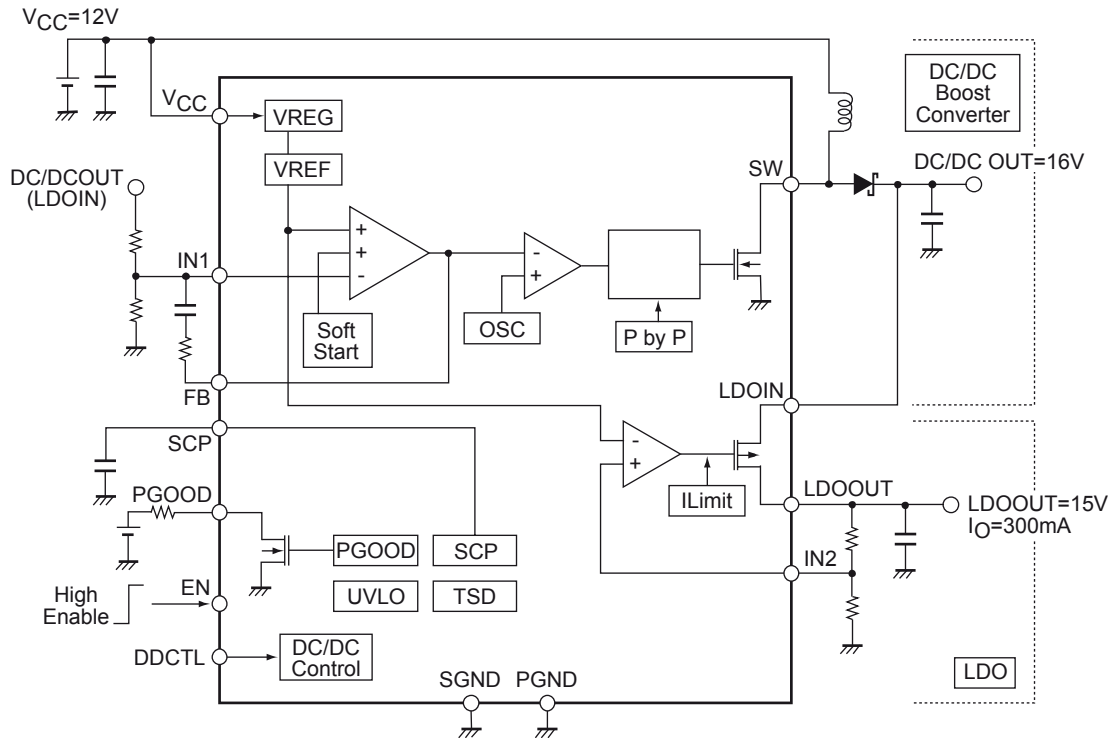 VCC=12V
DC/DC
Boost
Converter
VCC
VREG
VREF
SW
DC/DC OUT=16V
DC/DCOUT
(LDOIN)
+
+
-
-
+
IN1
Soft
Start
OSC
P by P
FB
LDOIN
SCP
-
+
PGOOD
ILimit
LDOOUT
LDOOUT=15V
IO=300mA
PGOOD
SCP
IN2
EN
High
Enable
UVLO
TSD
DDCTL
DC/DC
Control
SGND
PGND
LDO